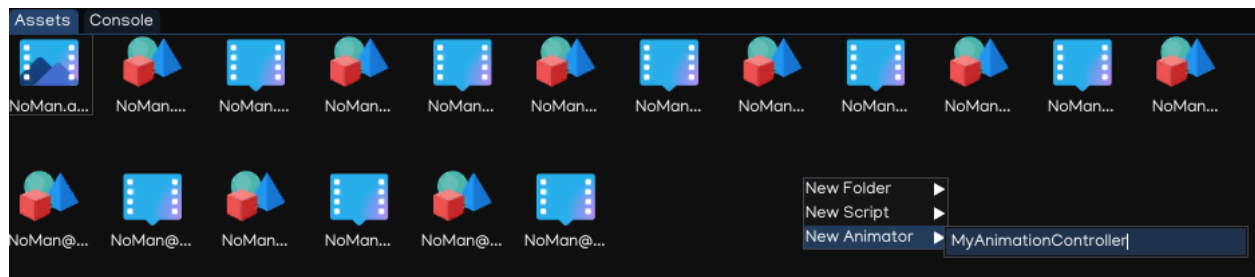 Assets Console
NoMan.a... NoMan.... NoMan.... NoMan... NoMan... NoMan... NoMan... NoMan... NoMan... NoMan... NoMan... NoMan...
NoMan@... NoMan@... NoMan... NoMan... NoMan@... NoMan@...
New Folder
New Script
New Animator MyAnimationController